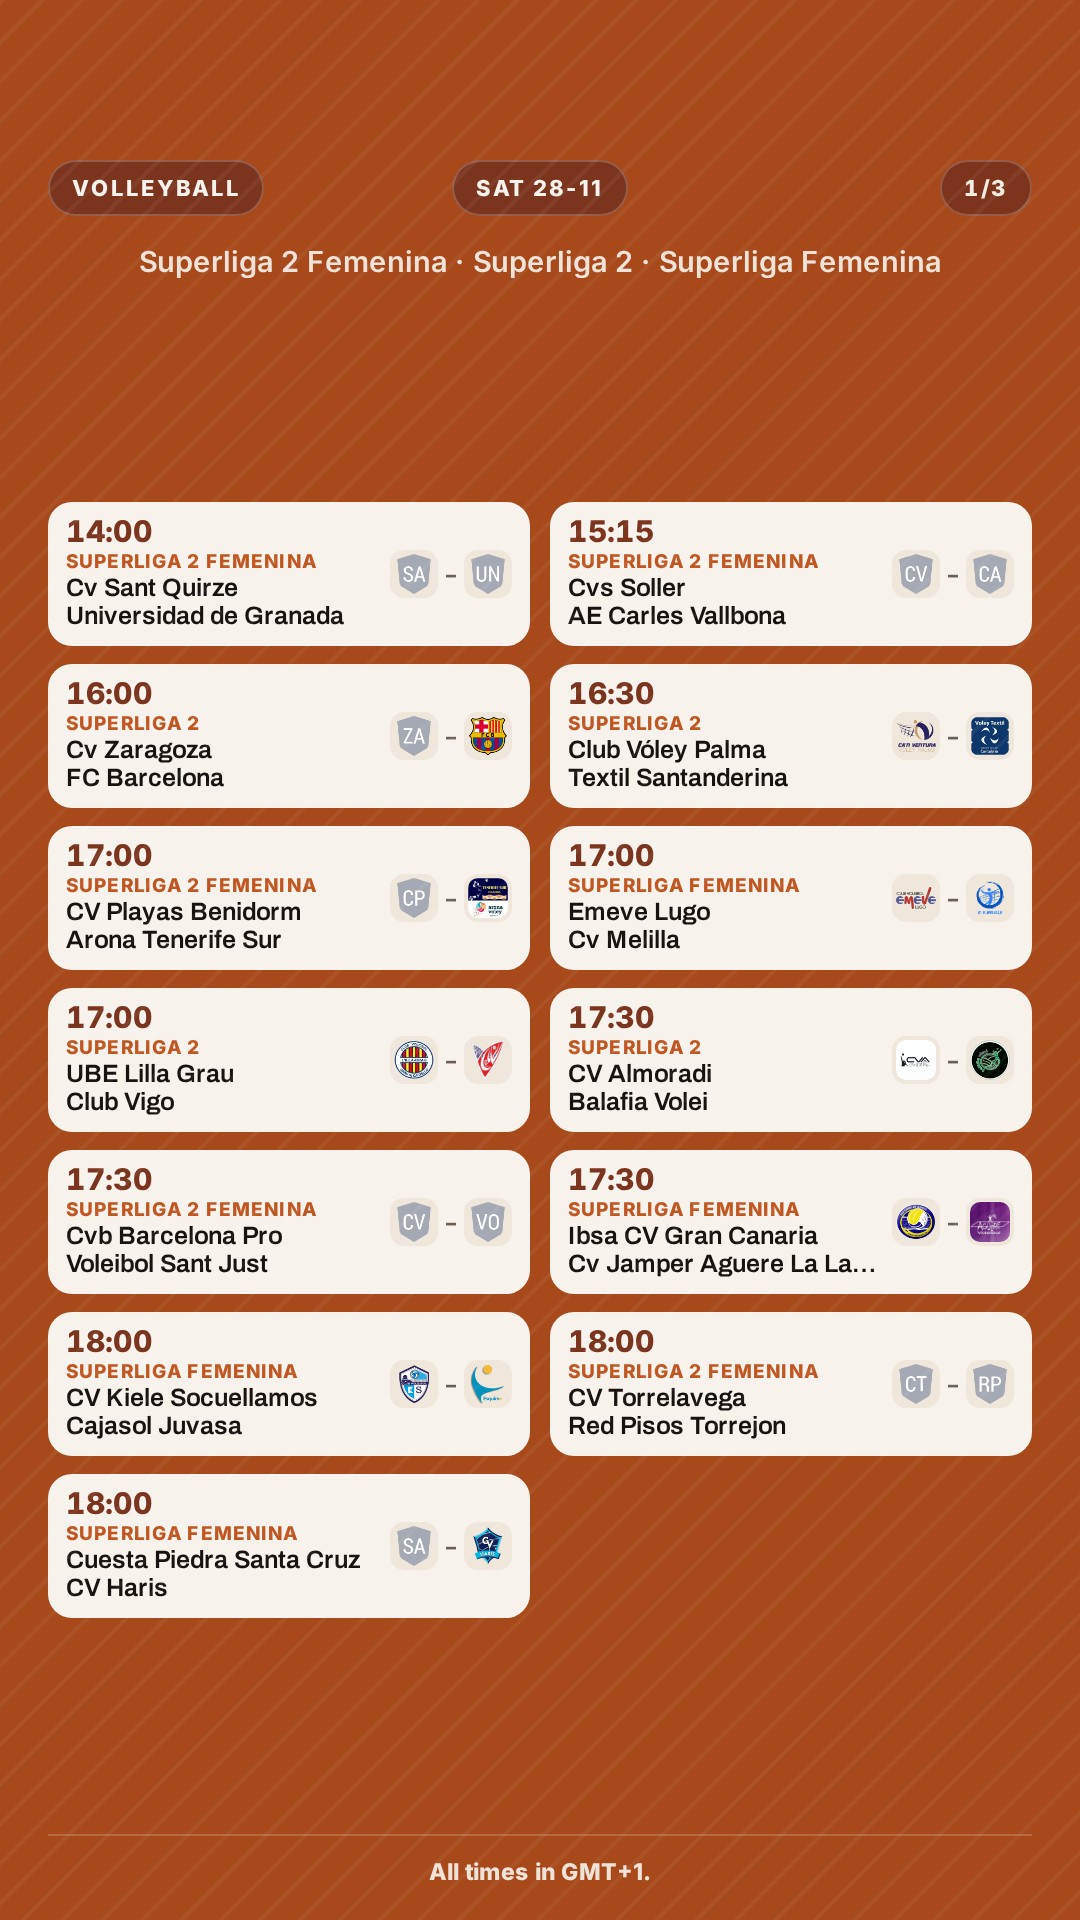 VOLLEYBALL
SAT 28-11
1/3
Superliga 2 Femenina · Superliga 2 · Superliga Femenina
14:00
SUPERLIGA 2 FEMENINA
Cv Sant Quirze
Universidad de Granada
SA - UN
15:15
SUPERLIGA 2 FEMENINA
Cvs Soller
AE Carles Vallbona
CV - CA
16:00
SUPERLIGA 2
Cv Zaragoza
FC Barcelona
ZA -
16:30
SUPERLIGA 2
Club Vóley Palma
Textil Santanderina
-
17:00
SUPERLIGA 2 FEMENINA
CV Playas Benidorm
Arona Tenerife Sur
CP -
17:00
SUPERLIGA FEMENINA
Emeve Lugo
Cv Melilla
EMEVE -
17:00
SUPERLIGA 2
UBE Lilla Grau
Club Vigo
-
17:30
SUPERLIGA 2
CV Almoradi
Balafia Volei
CVA -
17:30
SUPERLIGA 2 FEMENINA
Cvb Barcelona Pro
Voleibol Sant Just
CV - VO
17:30
SUPERLIGA FEMENINA
Ibsa CV Gran Canaria
Cv Jamper Aguere La La...
-
18:00
SUPERLIGA FEMENINA
CV Kiele Socuellamos
Cajasol Juvasa
-
18:00
SUPERLIGA 2 FEMENINA
CV Torrelavega
Red Pisos Torrejon
CT - RP
18:00
SUPERLIGA FEMENINA
Cuesta Piedra Santa Cruz
CV Haris
SA -
All times in GMT+1.